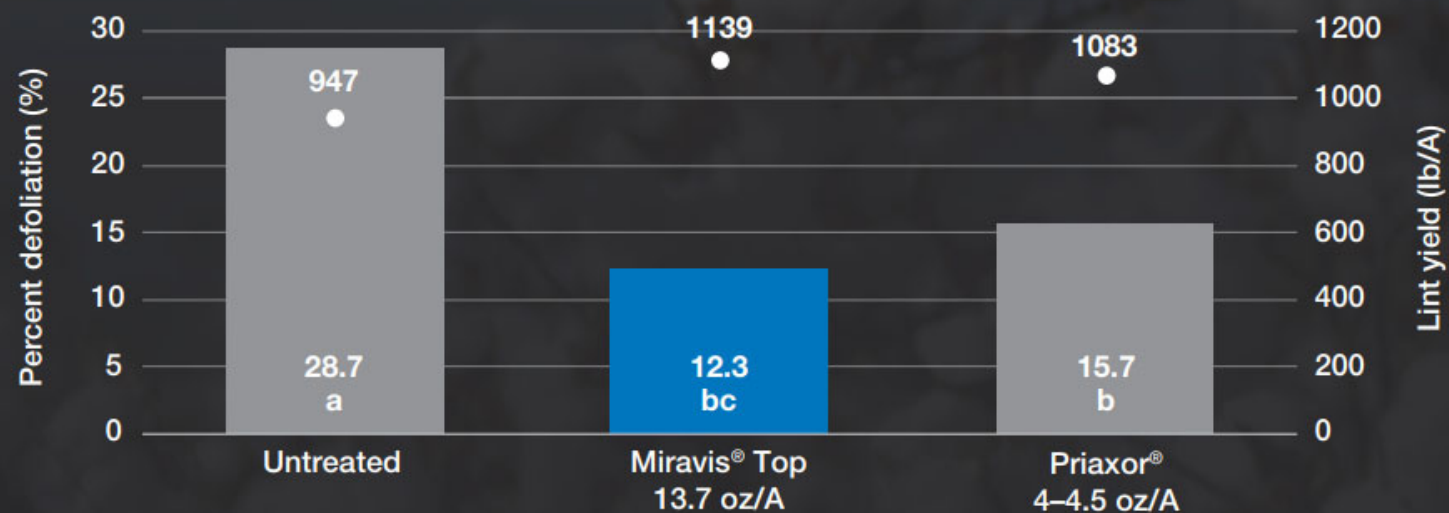 Percent defoliation (%)
30
25
20
15
10
5
0
947
28.7
a
1139
12.3
bc
1083
15.7
b
1200
1000
800
600
400
200
0
Lint yield (lb/A)
Untreated
Miravis® Top
13.7 oz/A
Priaxor®
4–4.5 oz/A